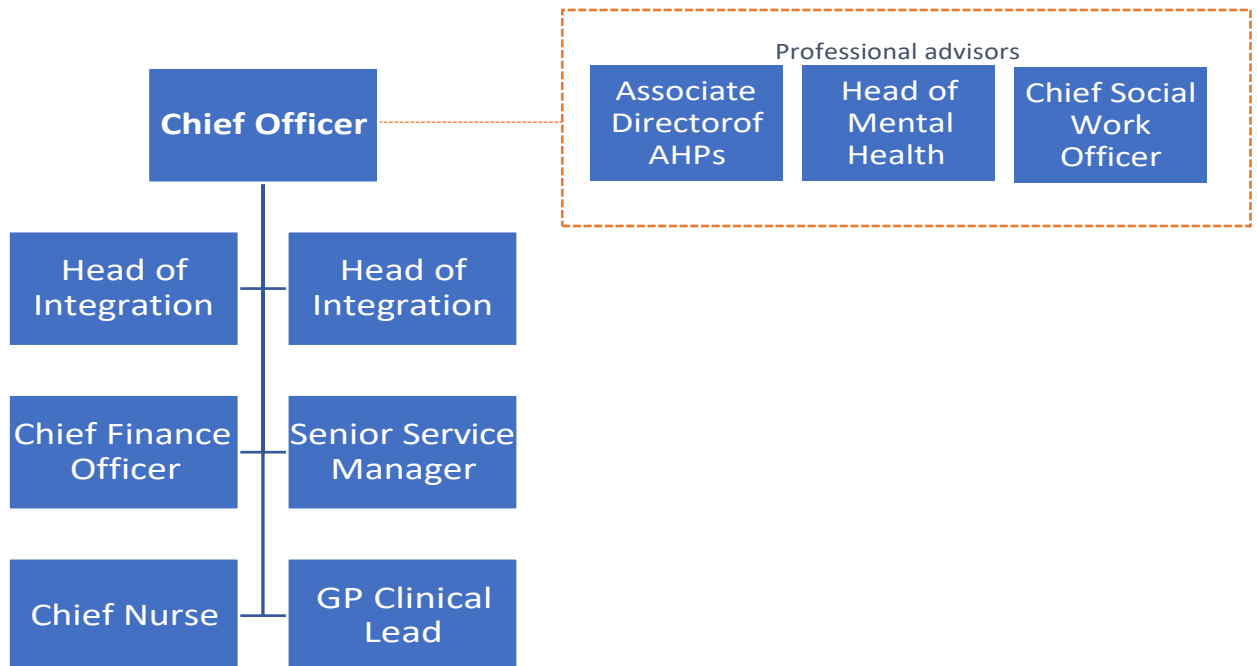 Professional advisors
Chief Officer
Associate
Directorof
AHPs
Head of
Mental
Health
Chief Social
Work
Officer
Head of
Integration
Head of
Integration
Chief Finance
Officer
Senior Service
Manager
Chief Nurse
GP Clinical
Lead